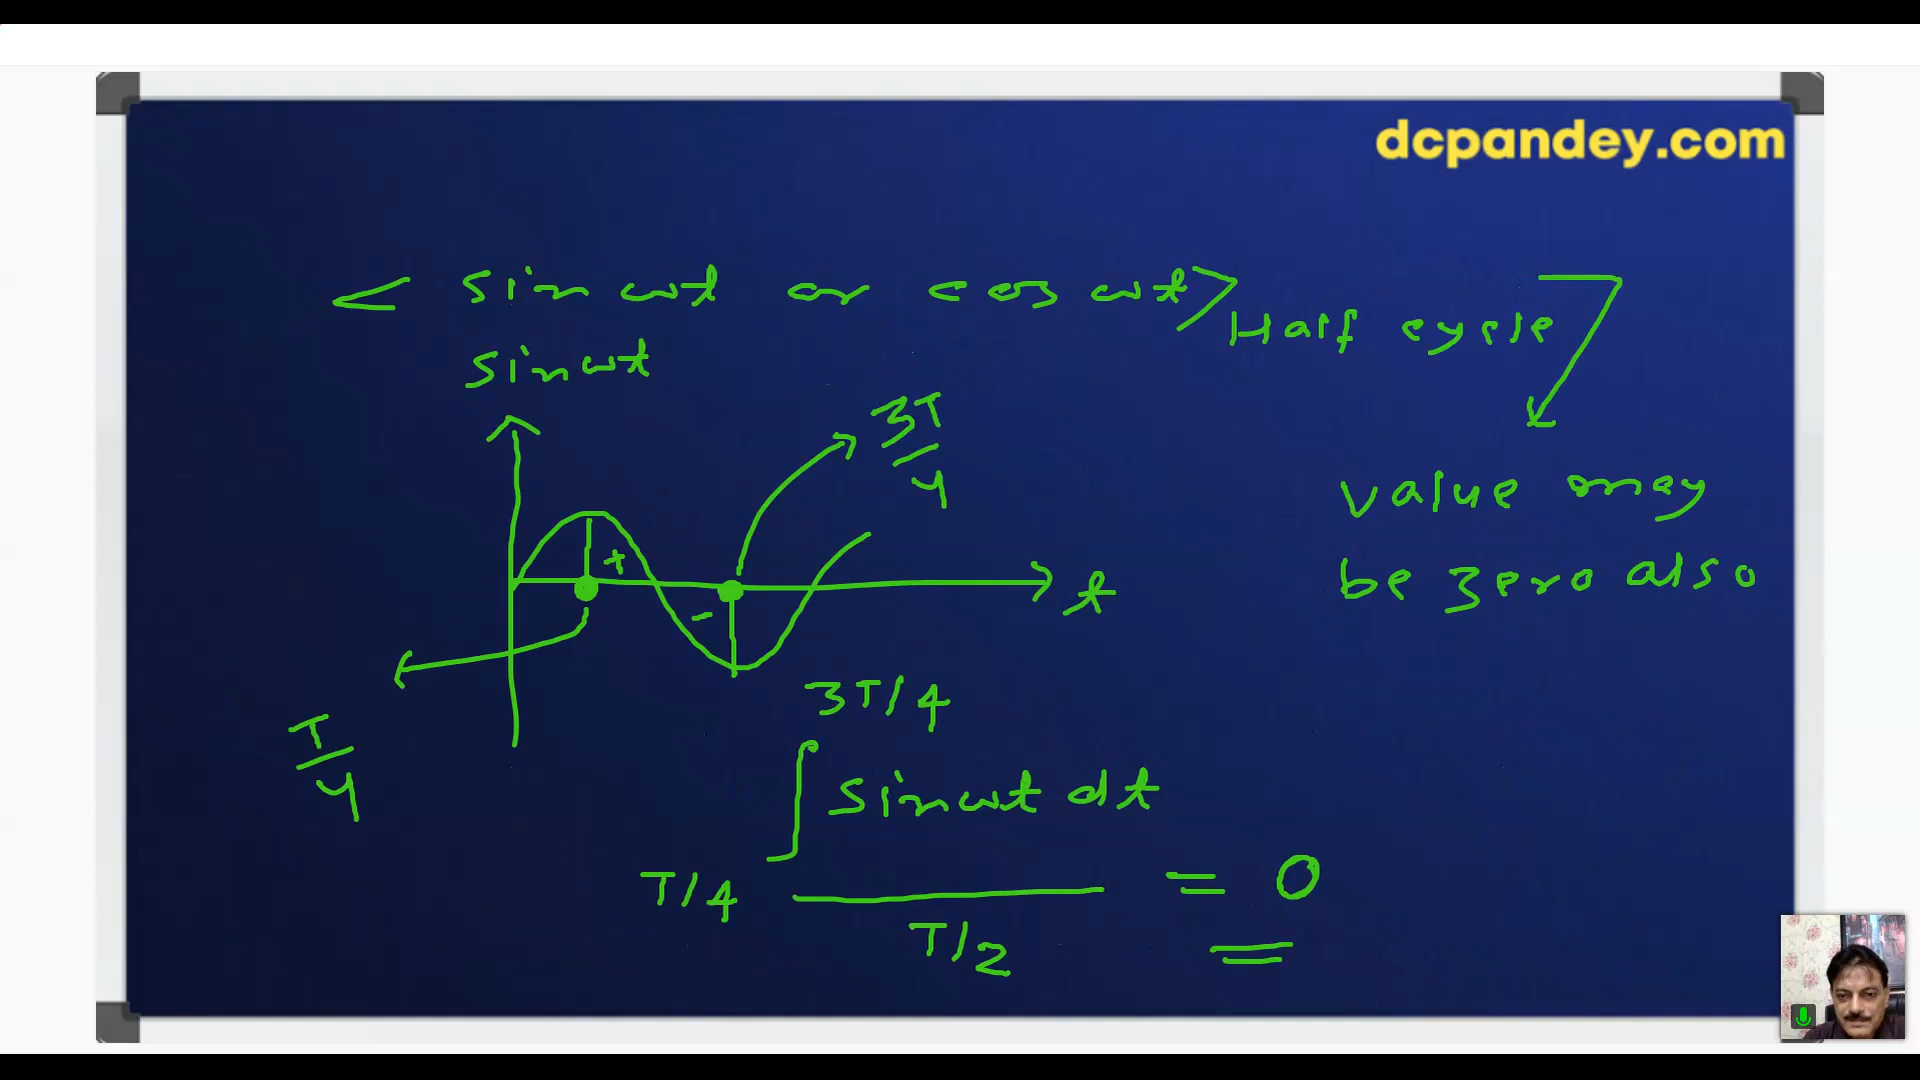 dcpandey.com
< sin ωt or cos ωt > Half cycle
sin ωt
3T/4
value may
be zero also
+
-
t
T/4
3T/4
∫ sin ωt dt
T/4
= 0
T/2